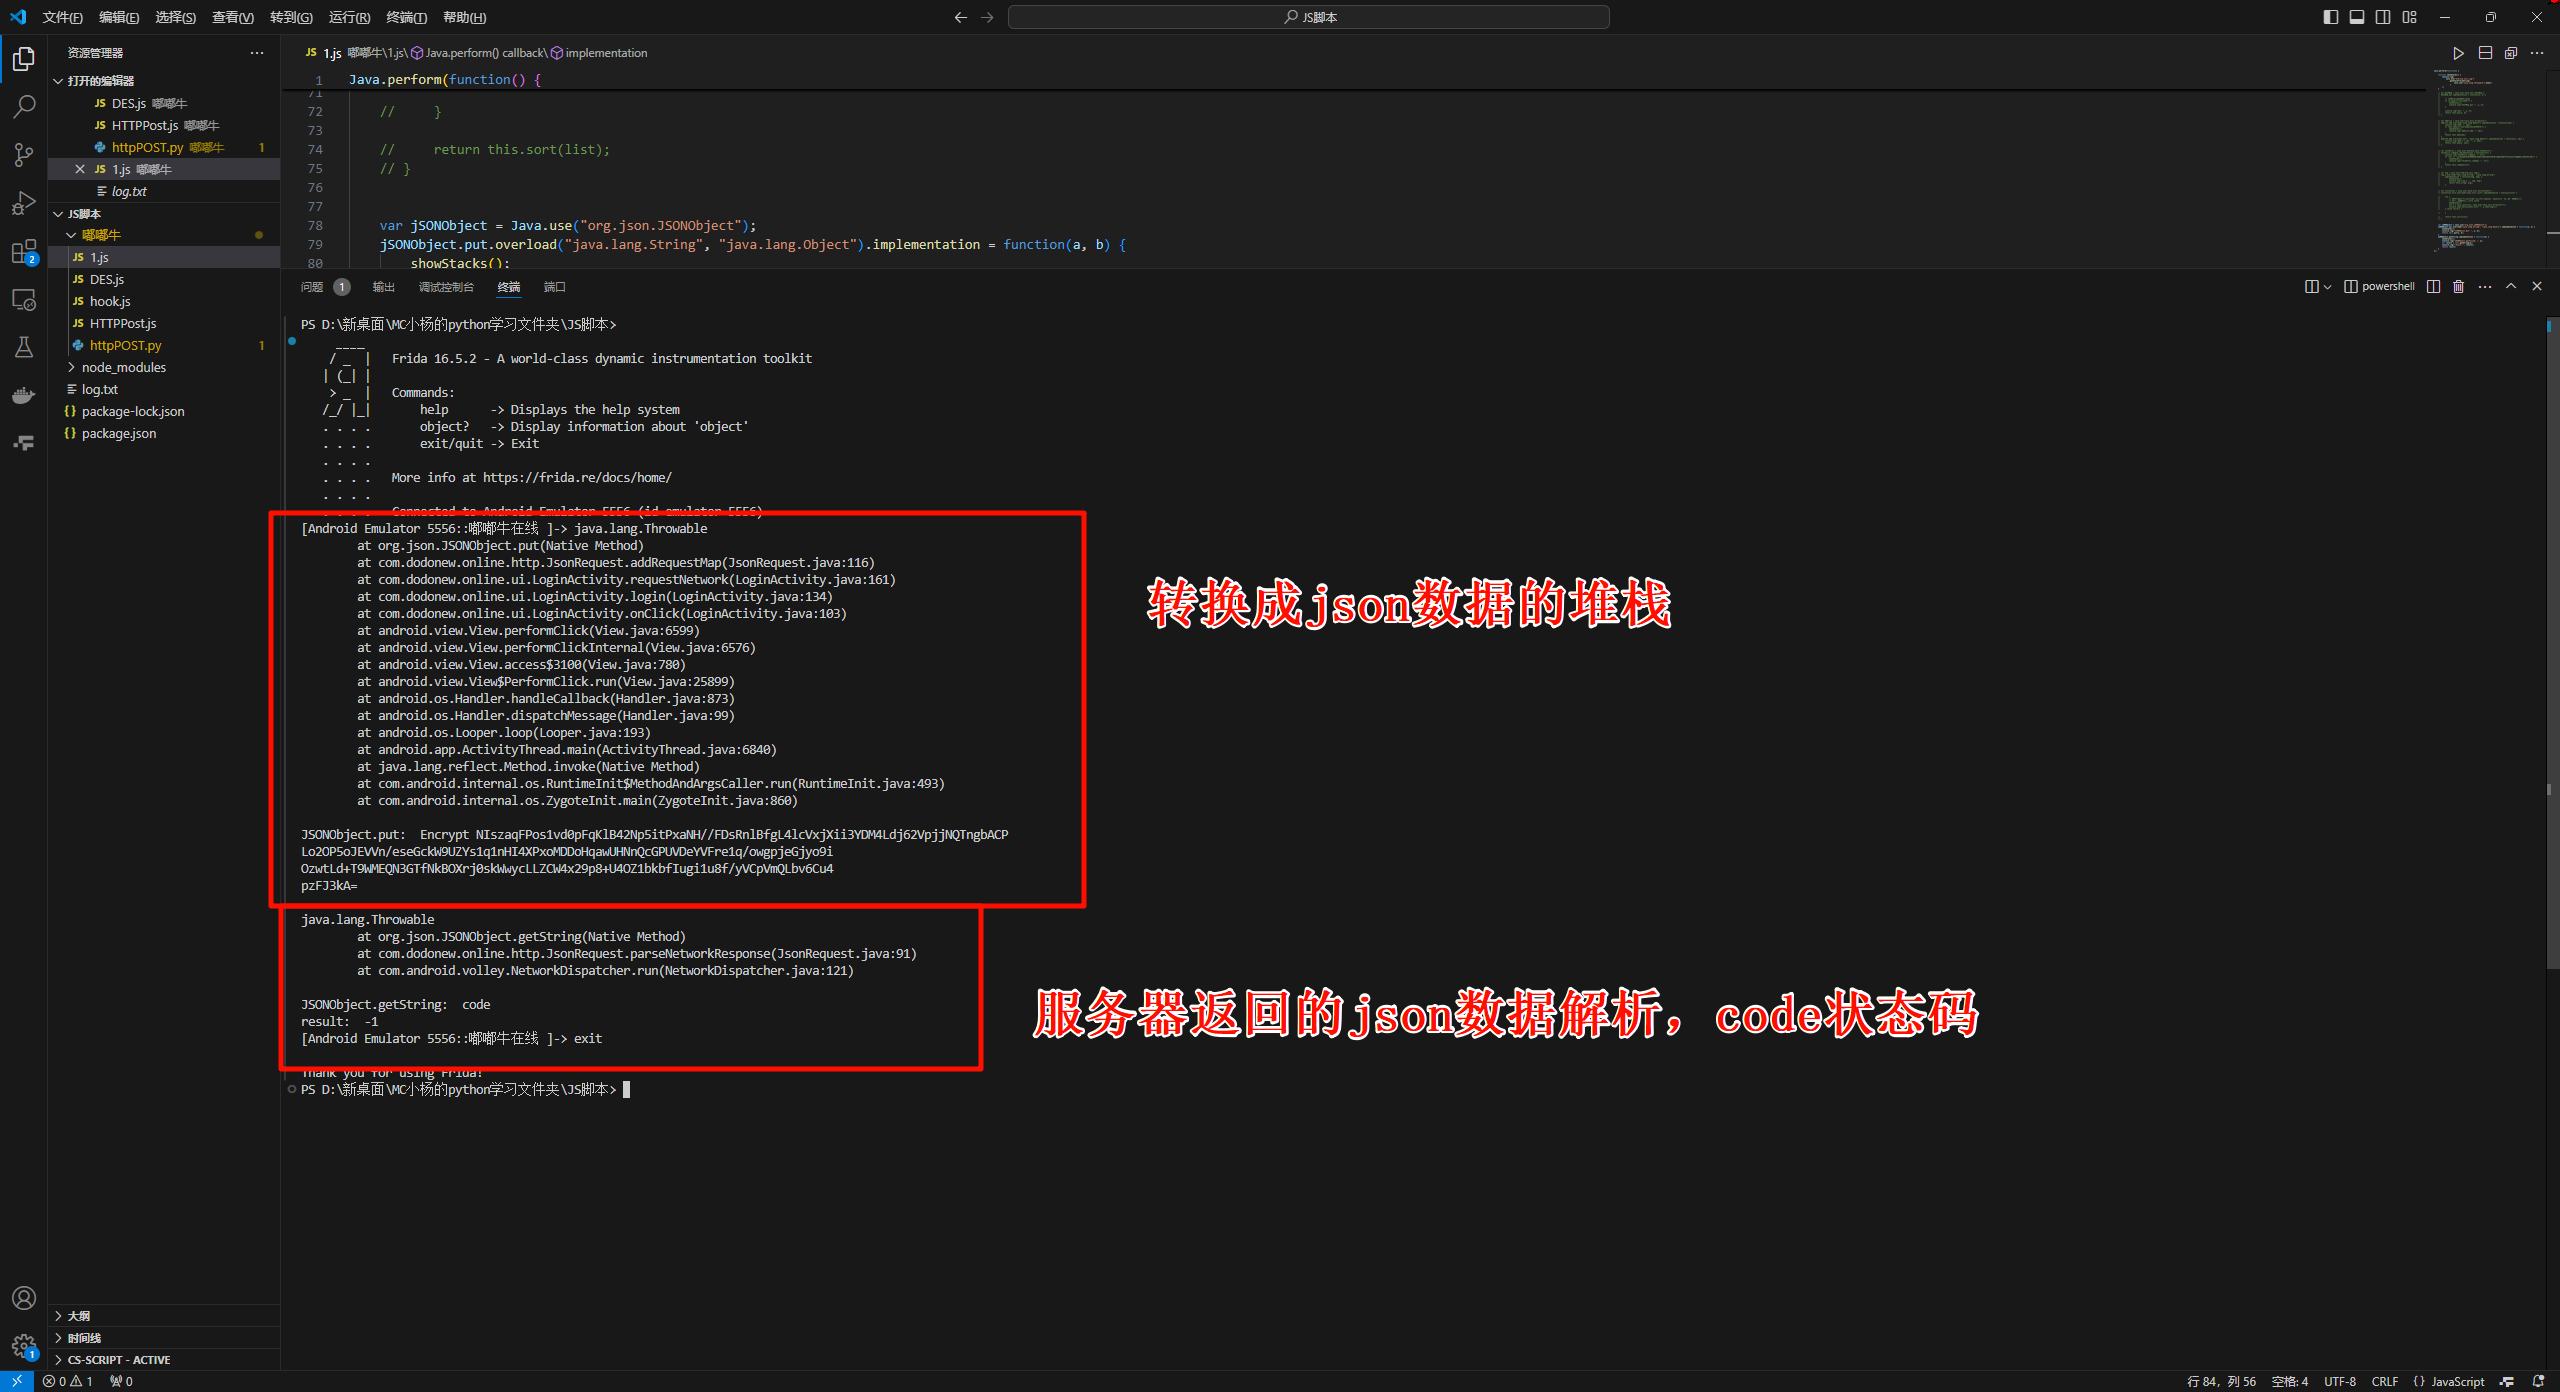 文件(F) 编辑(E) 选择(S) 查看(V) 转到(G) 运行(R) 终端(T) 帮助(H)
JS脚本
资源管理器
打开的编辑器
JS DES.js 嘟嘟牛
JS HTTPPost.js 嘟嘟牛
httpPOST.py 嘟嘟牛 1
JS 1.js 嘟嘟牛
log.txt
JS脚本
嘟嘟牛
JS 1.js
JS DES.js
JS hook.js
JS HTTPPost.js
httpPOST.py 1
node_modules
log.txt
{} package-lock.json
{} package.json
2
大纲
时间线
CS-SCRIPT - ACTIVE
1
JS 1.js 嘟嘟牛\1.js\Java.perform() callback\implementation
1 Java.perform(function() {
71
72 // }
73
74 // return this.sort(list);
75 // }
76
77
78 var jSONObject = Java.use("org.json.JSONObject");
79 jSONObject.put.overload("java.lang.String", "java.lang.Object").implementation = function(a, b) {
80 showStacks();
问题 1 输出 调试控制台 终端 端口
powershell
PS D:\新桌面\MC小杨的python学习文件夹\JS脚本>
____
/ _  |   Frida 16.5.2 - A world-class dynamic instrumentation toolkit
| (_| |
> _  |   Commands:
/_/ |_|       help      -> Displays the help system
. . . .       object?   -> Display information about 'object'
. . . .       exit/quit -> Exit
. . . .
. . . .   More info at https://frida.re/docs/home/
. . . .
. . . .   Connected to Android Emulator 5556 (id=emulator-5556)
[Android Emulator 5556::嘟嘟牛在线 ]-> java.lang.Throwable
at org.json.JSONObject.put(Native Method)
at com.dodonew.online.http.JsonRequest.addRequestMap(JsonRequest.java:116)
at com.dodonew.online.ui.LoginActivity.requestNetwork(LoginActivity.java:161)
at com.dodonew.online.ui.LoginActivity.login(LoginActivity.java:134)
at com.dodonew.online.ui.LoginActivity.onClick(LoginActivity.java:103)
at android.view.View.performClick(View.java:6599)
at android.view.View.performClickInternal(View.java:6576)
at android.view.View.access$3100(View.java:780)
at android.view.View$PerformClick.run(View.java:25899)
at android.os.Handler.handleCallback(Handler.java:873)
at android.os.Handler.dispatchMessage(Handler.java:99)
at android.os.Looper.loop(Looper.java:193)
at android.app.ActivityThread.main(ActivityThread.java:6840)
at java.lang.reflect.Method.invoke(Native Method)
at com.android.internal.os.RuntimeInit$MethodAndArgsCaller.run(RuntimeInit.java:493)
at com.android.internal.os.ZygoteInit.main(ZygoteInit.java:860)
转换成json数据的堆栈
JSONObject.put:  Encrypt NIszaqFPos1vd0pFqKlB42Np5itPxaNH//FDsRnlBfgL4lcVxjXii3YDM4Ldj62VpjjNQTngbACP
Lo2OP5oJEVVn/eseGckW9UZYs1q1nHI4XPxoMDDoHqawUHNnQcGPUVDeYVFre1q/owgpjeGjyo9i
OzwtLd+T9WMEQN3GTfNkBOXrj0skWwycLLZCW4x29p8+U4OZ1bkbfIugi1u8f/yVCpVmQLbv6Cu4
pzFJ3kA=
java.lang.Throwable
at org.json.JSONObject.getString(Native Method)
at com.dodonew.online.http.JsonRequest.parseNetworkResponse(JsonRequest.java:91)
at com.android.volley.NetworkDispatcher.run(NetworkDispatcher.java:121)
JSONObject.getString:  code
result:  -1
[Android Emulator 5556::嘟嘟牛在线 ]-> exit
服务器返回的json数据解析，code状态码
Thank you for using Frida!
PS D:\新桌面\MC小杨的python学习文件夹\JS脚本>
0 1 0
行 84，列 56 空格: 4 UTF-8 CRLF {} JavaScript